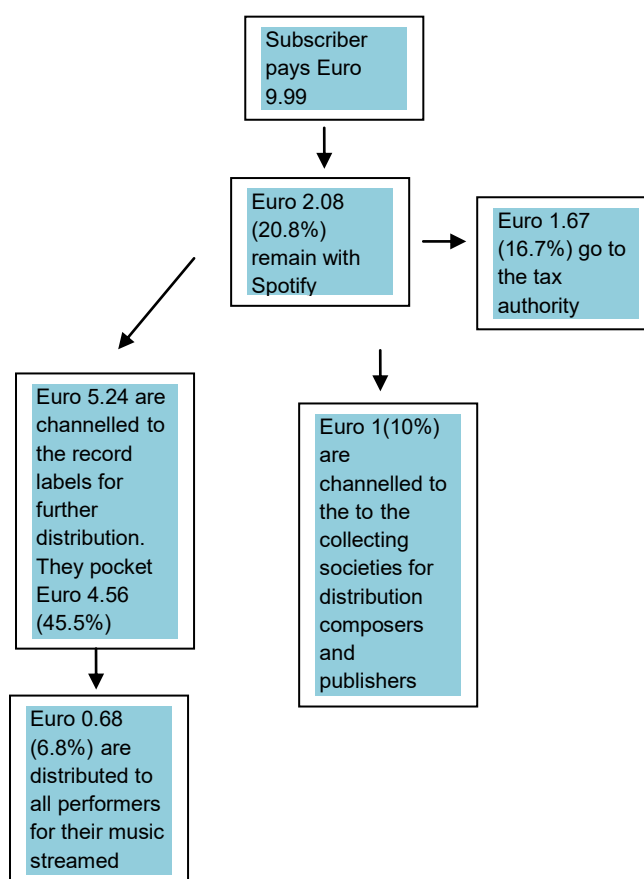 Subscriber
pays Euro
9.99
Euro 2.08
(20.8%)
remain with
Spotify
Euro 1.67
(16.7%) go to
the tax
authority
Euro 5.24 are
channelled to
the record
labels for
further
distribution.
They pocket
Euro 4.56
(45.5%)
Euro 1(10%)
are
channelled to
the to the
collecting
societies for
distribution
composers
and
publishers
Euro 0.68
(6.8%) are
distributed to
all performers
for their music
streamed